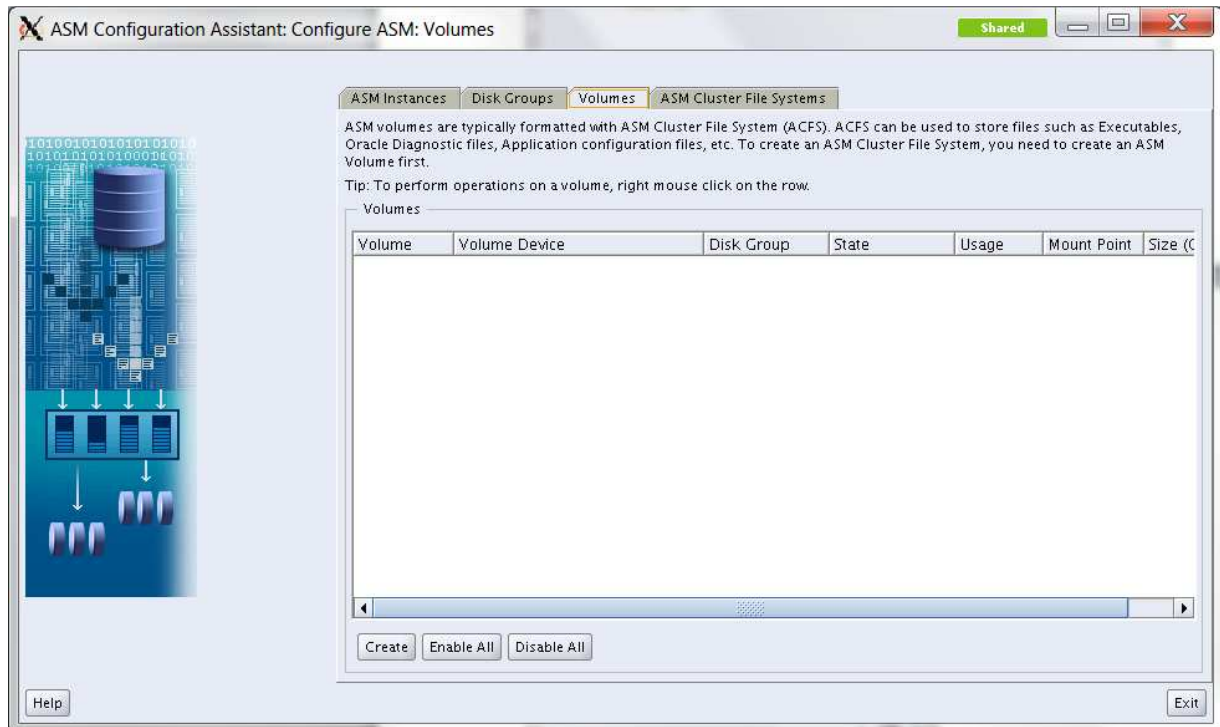 ASM Configuration Assistant: Configure ASM: Volumes
Shared
ASM Instances Disk Groups Volumes ASM Cluster File Systems
ASM volumes are typically formatted with ASM Cluster File System (ACFS). ACFS can be used to store files such as Executables,
Oracle Diagnostic files, Application configuration files, etc. To create an ASM Cluster File System, you need to create an ASM
Volume first.
Tip: To perform operations on a volume, right mouse click on the row.
Volumes
Volume Volume Device Disk Group State Usage Mount Point Size (
Create Enable All Disable All
Help Exit